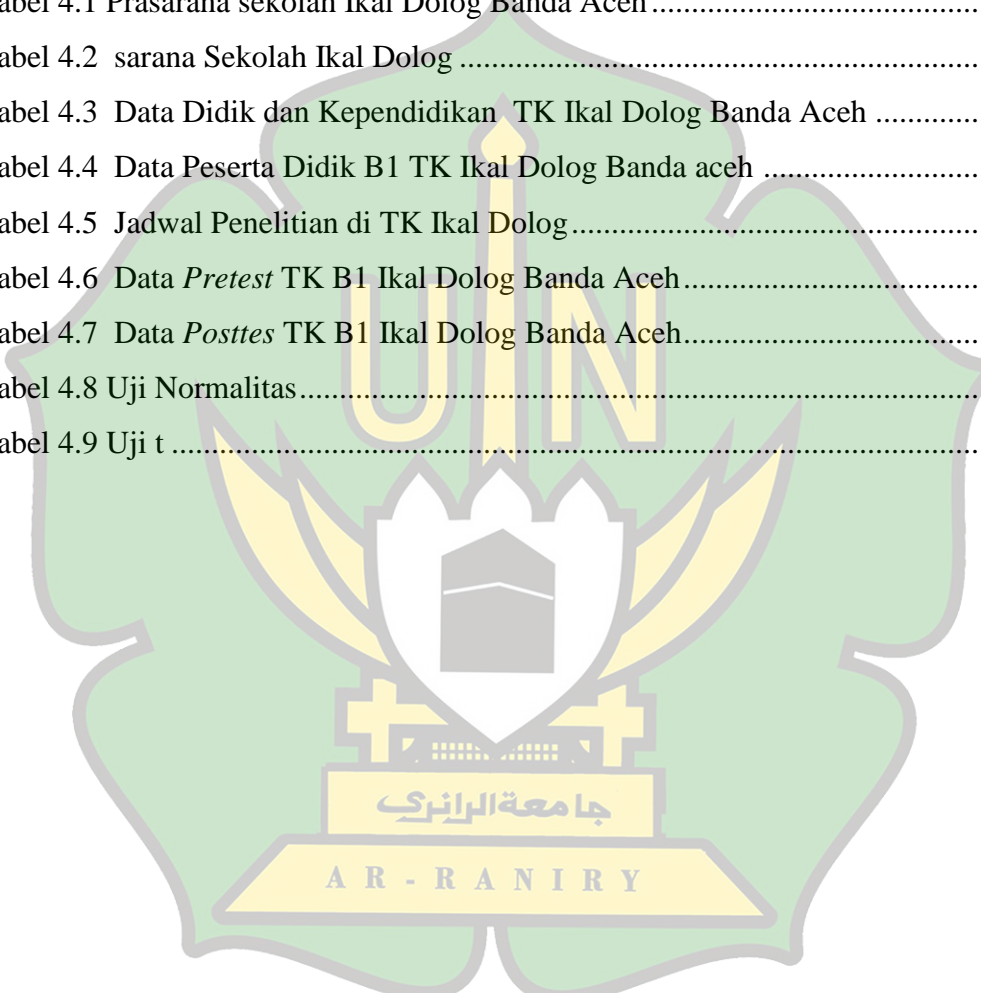 abel 4.1 Prasarana sekolah Ikal Dolog Banda Aceh....................................
abel 4.2  sarana Sekolah Ikal Dolog ..............................................................
abel 4.3  Data Didik dan Kependidikan  TK Ikal Dolog Banda Aceh ............
abel 4.4  Data Peserta Didik B1 TK Ikal Dolog Banda aceh .........................
abel 4.5  Jadwal Penelitian di TK Ikal Dolog................................................
abel 4.6  Data Pretest TK B1 Ikal Dolog Banda Aceh...................................
abel 4.7  Data Posttes TK B1 Ikal Dolog Banda Aceh...................................
abel 4.8 Uji Normalitas...................................................................................
abel 4.9 Uji t ..................................................................................................
UIN
جامعةالرانري
AR-RANIRY